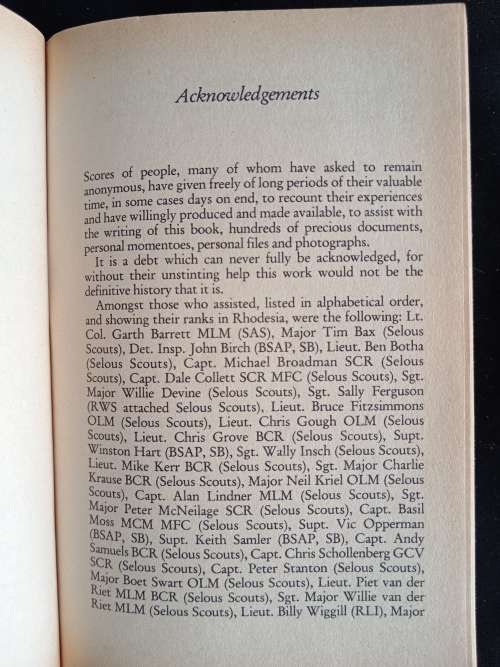 Acknowledgements
Scores of people, many of whom have asked to remain
anonymous, have given freely of long periods of their valuable
time, in some cases days on end, to recount their experiences
and have willingly produced and made available, to assist with
the writing of this book, hundreds of precious documents,
personal momentoes, personal files and photographs.
It is a debt which can never fully be acknowledged, for
without their unstinting help this work would not be the
definitive history that it is.
Amongst those who assisted, listed in alphabetical order,
and showing their ranks in Rhodesia, were the following: Lt.
Col. Garth Barrett MLM (SAS), Major Tim Bax (Selous
Scouts), Det. Insp. John Birch (BSAP, SB), Lieut. Ben Botha
(Selous Scouts), Capt. Michael Broadman SCR (Selous
Scouts), Capt. Dale Collett SCR MFC (Selous Scouts), Sgt.
Major Willie Devine (Selous Scouts), Sgt. Sally Ferguson
(RWS attached Selous Scouts), Lieut. Bruce Fitzsimmons
OLM (Selous Scouts), Lieut. Chris Gough OLM (Selous
Scouts), Lieut. Chris Grove BCR (Selous Scouts), Supt.
Winston Hart (BSAP, SB), Sgt. Wally Insch (Selous Scouts),
Lieut. Mike Kerr BCR (Selous Scouts), Sgt. Major Charlie
Krause BCR (Selous Scouts), Major Neil Kriel OLM (Selous
Scouts), Capt. Alan Lindner MLM (Selous Scouts), Sgt.
Major Peter McNeilage SCR (Selous Scouts), Capt. Basil
Moss MCM MFC (Selous Scouts), Supt. Vic Opperman
(BSAP, SB), Supt. Keith Samler (BSAP, SB), Capt. Andy
Samuels BCR (Selous Scouts), Capt. Chris Schollenberg GCV
SCR (Selous Scouts), Capt. Peter Stanton (Selous Scouts),
Major Boet Swart OLM (Selous Scouts), Lieut. Piet van der
Riet MLM BCR (Selous Scouts), Sgt. Major Willie van der
Riet MLM (Selous Scouts), Lieut. Billy Wiggill (RLI), Major